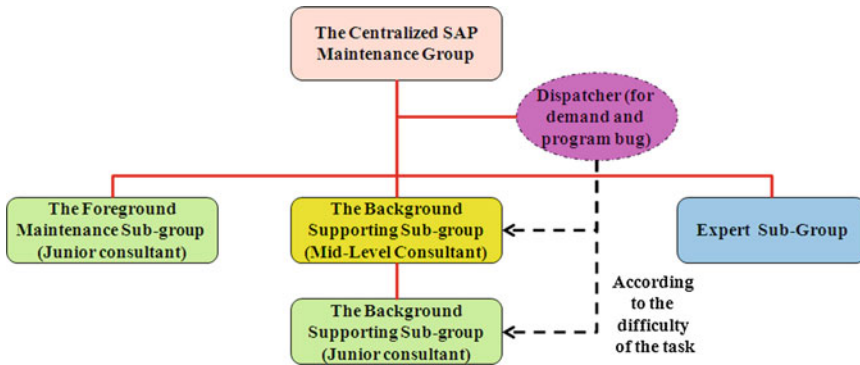 The Centralized SAP
Maintenance Group
Dispatcher (for
demand and
program bug)
The Foreground
Maintenance Sub-group
(Junior consultant)
The Background
Supporting Sub-group
(Mid-Level Consultant)
Expert Sub-Group
According
to the
difficulty
of the task
The Background
Supporting Sub-group
(Junior consultant)